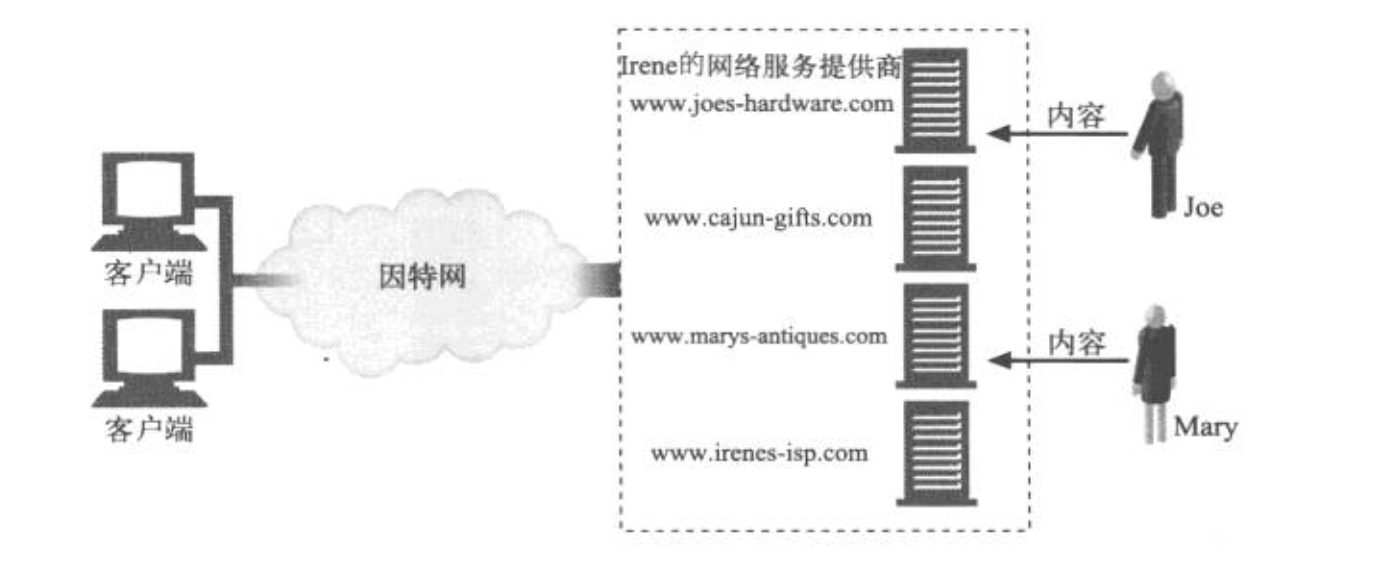 Irene的网络服务提供商
www.joes-hardware.com
内容
Joe
www.cajun-gifts.com
客户端
因特网
www.marys-antiques.com
内容
客户端
Mary
www.irenes-isp.com